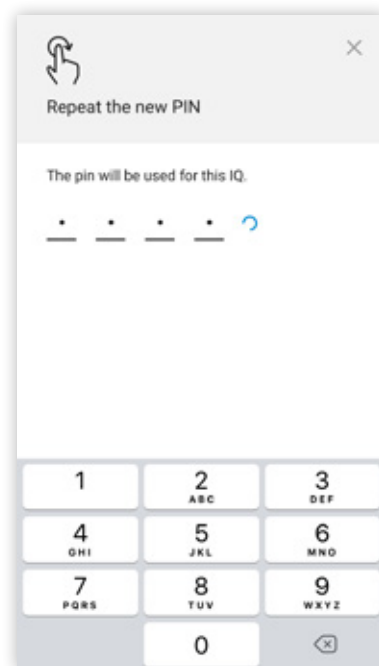 Repeat the new PIN
The pin will be used for this IQ.
1 2 3
ABC DEF
4 5 6
GHI JKL MNO
7 8 9
PQRS TUV WXYZ
0